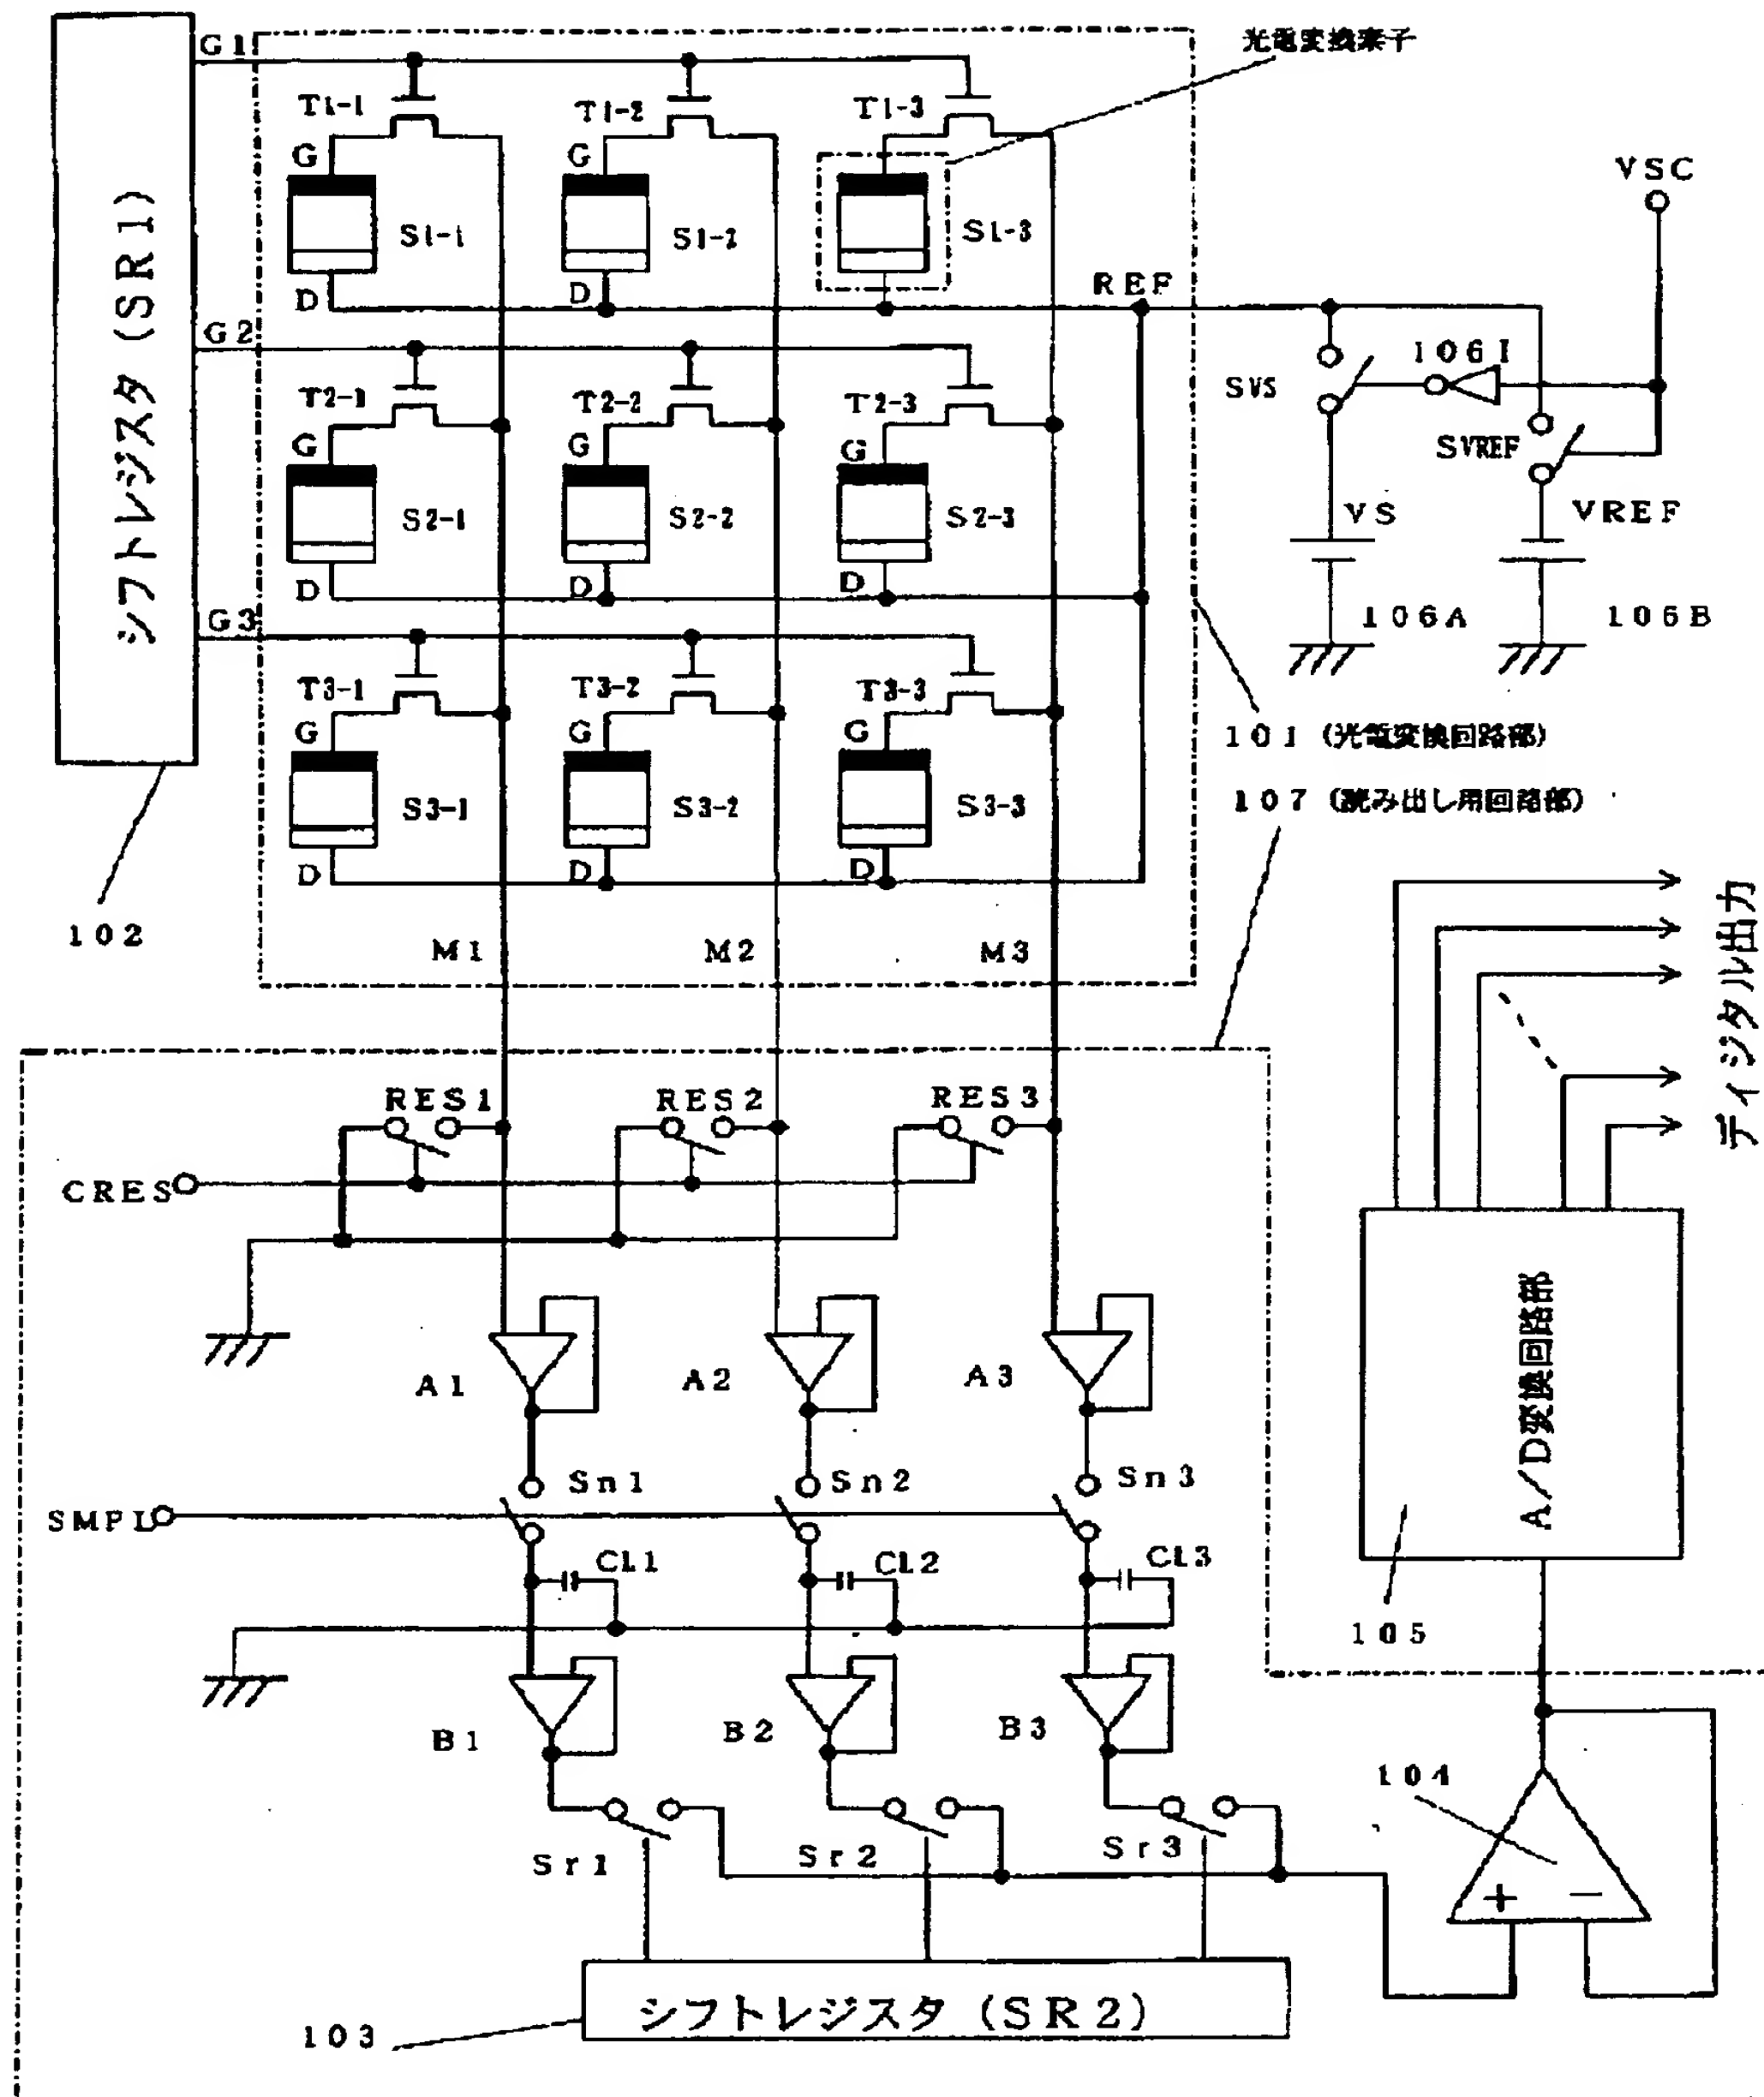 G1
光電変換素子
T1-1
T1-2
T1-3
G
G
VSC
S1-1
S1-2
S1-3
シフトレジスタ (SR1)
D
D
REF
G2
106I
SVS
T2-1
T2-2
T2-3
G
G
G
SVREF
S2-1
S2-2
S2-3
VS
VREF
D
D
D
G3
106A
106B
T3-1
T3-2
T3-3
G
G
G
101 (光電変換回路部)
S3-1
S3-2
S3-3
107 (読み出し用回路部)
D
D
D
102
M1
M2
M3
ディジタル出力
RES1
RES2
RES3
CRES
A1
A2
A3
A/D変換回路部
Sn1
Sn2
Sn3
SMPL
CL1
CL2
CL3
105
B1
B2
B3
104
Sr1
Sr2
Sr3
+
−
シフトレジスタ (SR2)
103